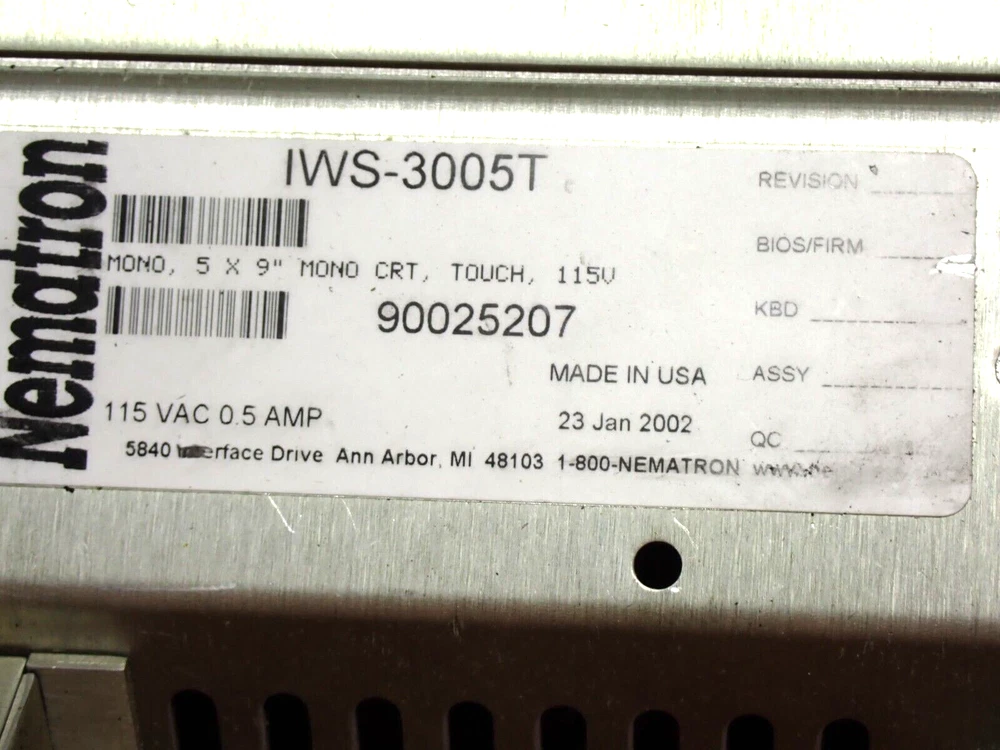 Nematron
IWS-3005T
REVISION
BIOS/FIRM
MONO, 5 X 9" MONO CRT, TOUCH, 115V
90025207
KBD
MADE IN USA
ASSY
115 VAC 0.5 AMP
23 Jan 2002
QC
5840 Interface Drive Ann Arbor, MI 48103 1-800-NEMATRON